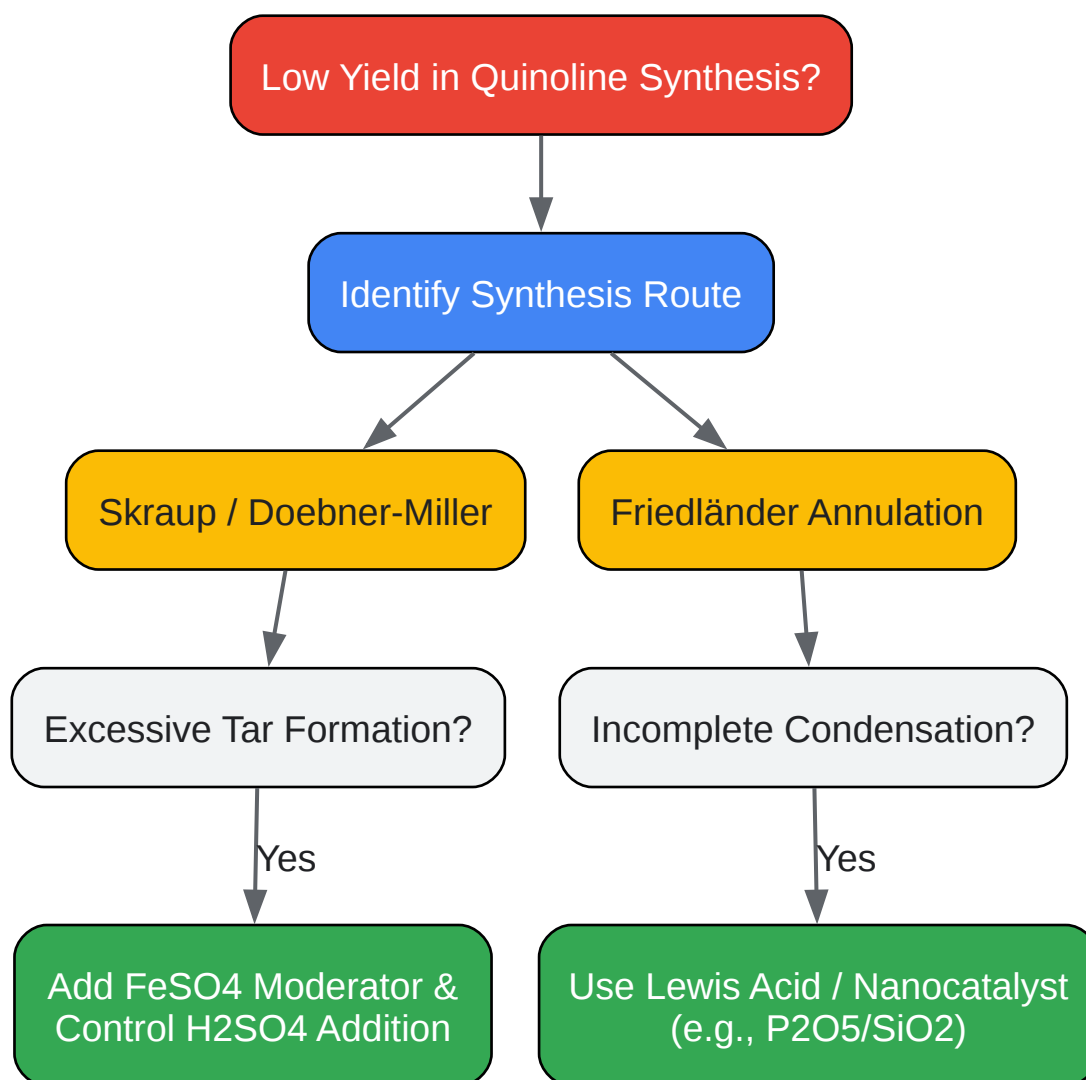 Low Yield in Quinoline Synthesis?
Identify Synthesis Route
Skraup / Doebner-Miller
Friedländer Annulation
Excessive Tar Formation?
Incomplete Condensation?
Yes
Yes
Add FeSO4 Moderator &
Control H2SO4 Addition
Use Lewis Acid / Nanocatalyst
(e.g., P2O5/SiO2)